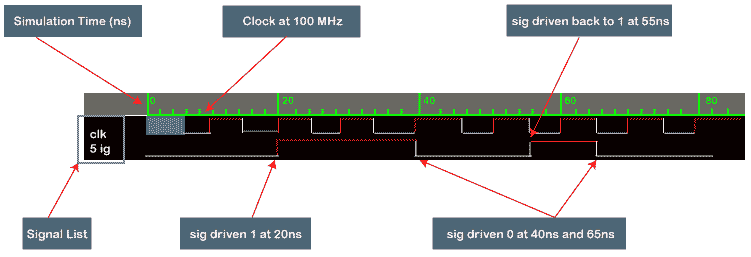 Simulation Time (ns)
Clock at 100 MHz
sig driven back to 1 at 55ns
0
20
40
60
80
clk
5 ig
Signal List
sig driven 1 at 20ns
sig driven 0 at 40ns and 65ns